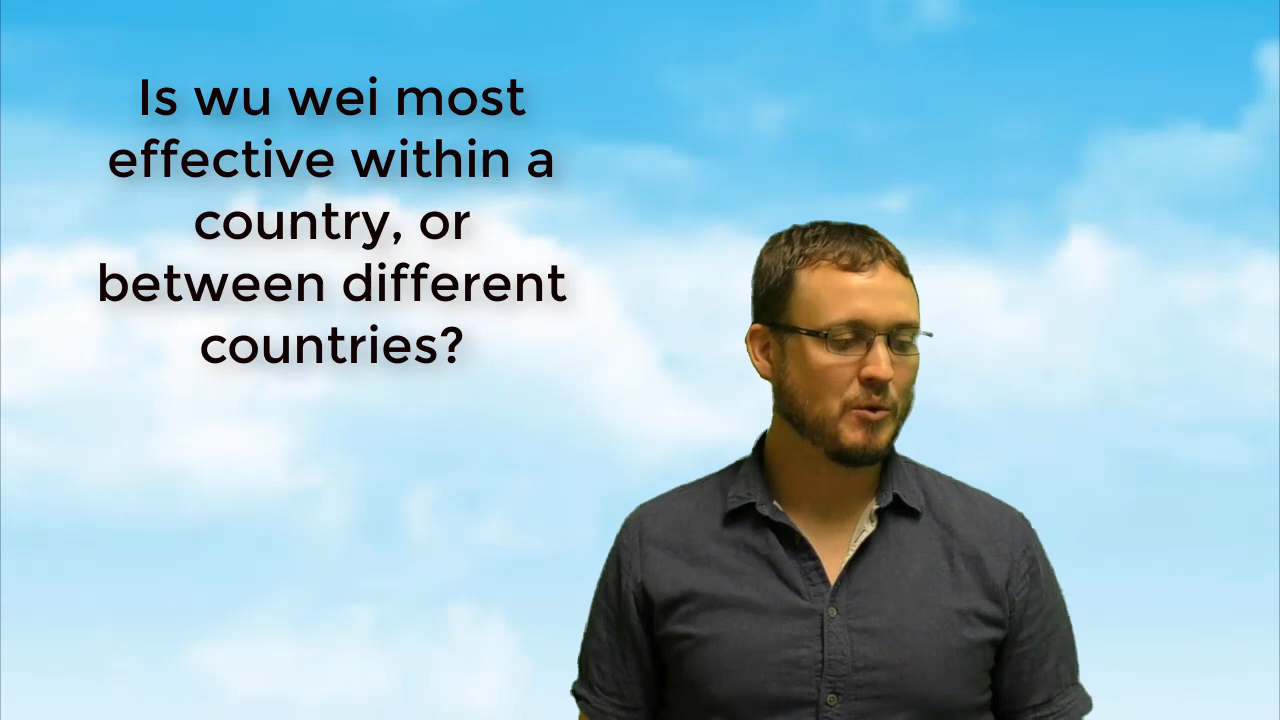 Is wu wei most
effective within a
country, or
between different
countries?